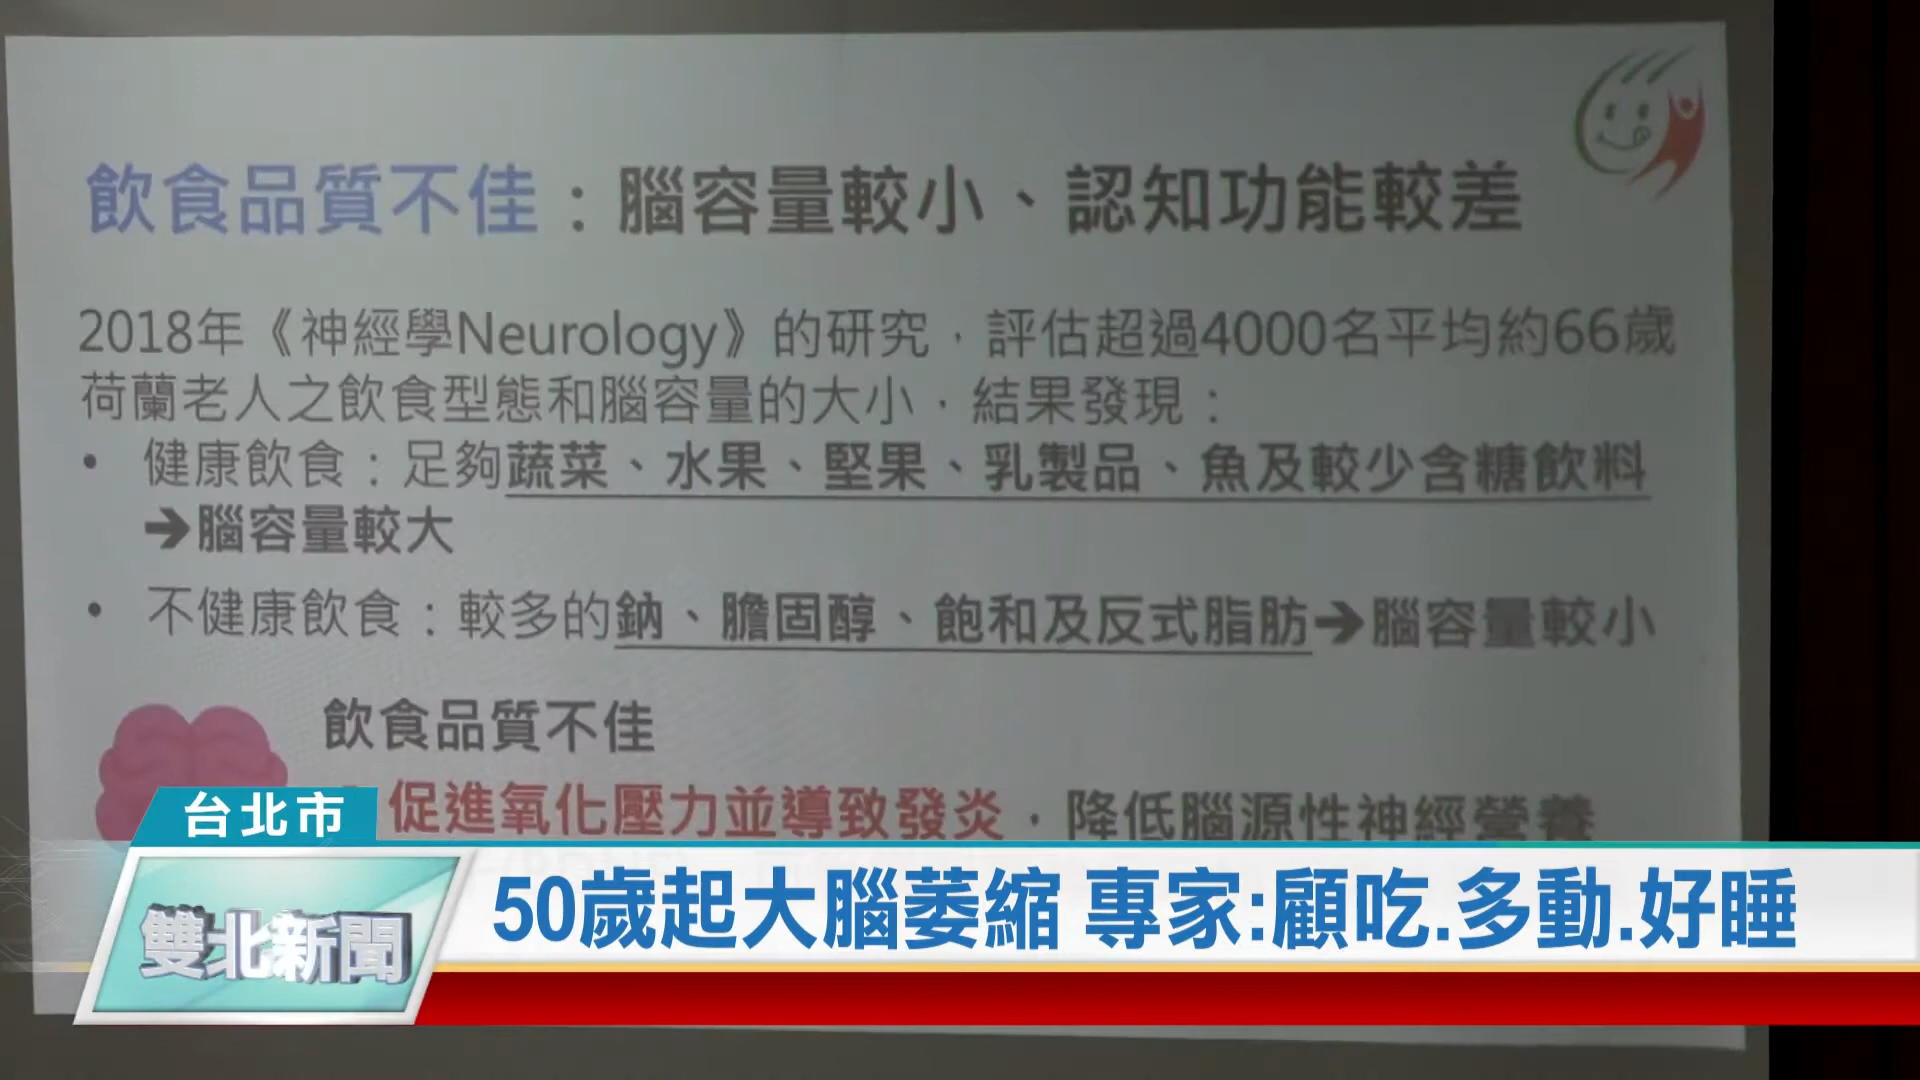 飲食品質不佳：腦容量較小、認知功能較差
2018年《神經學Neurology》的研究，評估超過4000名平均約66歲
荷蘭老人之飲食型態和腦容量的大小，結果發現：
• 健康飲食：足夠蔬菜、水果、堅果、乳製品、魚及較少含糖飲料
➔腦容量較大
• 不健康飲食：較多的鈉、膽固醇、飽和及反式脂肪➔腦容量較小
飲食品質不佳
促進氧化壓力並導致發炎，降低腦源性神經營養
台北市
雙北新聞
50歲起大腦萎縮 專家:顧吃.多動.好睡